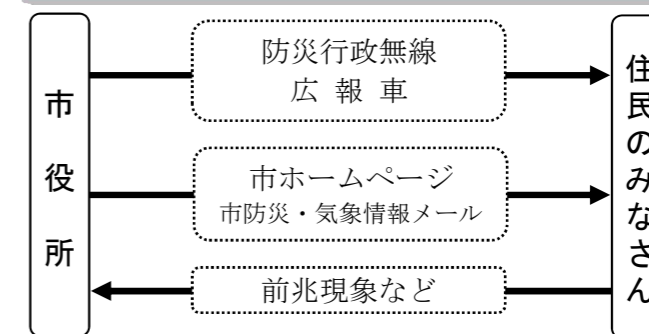 市役所
防災行政無線
広報車
市ホームページ
市防災・気象情報メール
前兆現象など
住民のみなさん